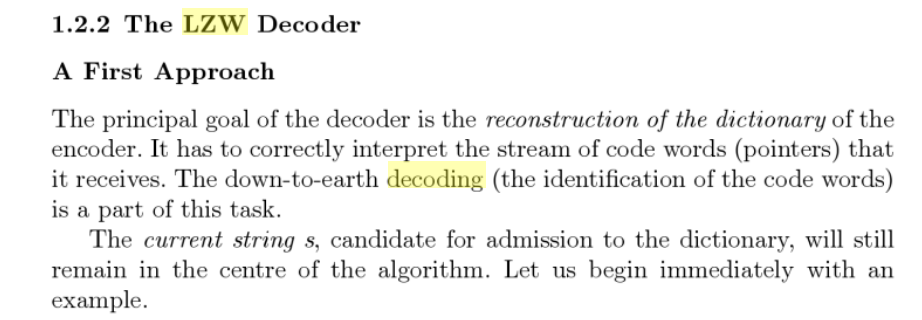 1.2.2 The LZW Decoder
A First Approach
The principal goal of the decoder is the reconstruction of the dictionary of the
encoder. It has to correctly interpret the stream of code words (pointers) that
it receives. The down-to-earth decoding (the identification of the code words)
is a part of this task.
The current string s, candidate for admission to the dictionary, will still
remain in the centre of the algorithm. Let us begin immediately with an
example.